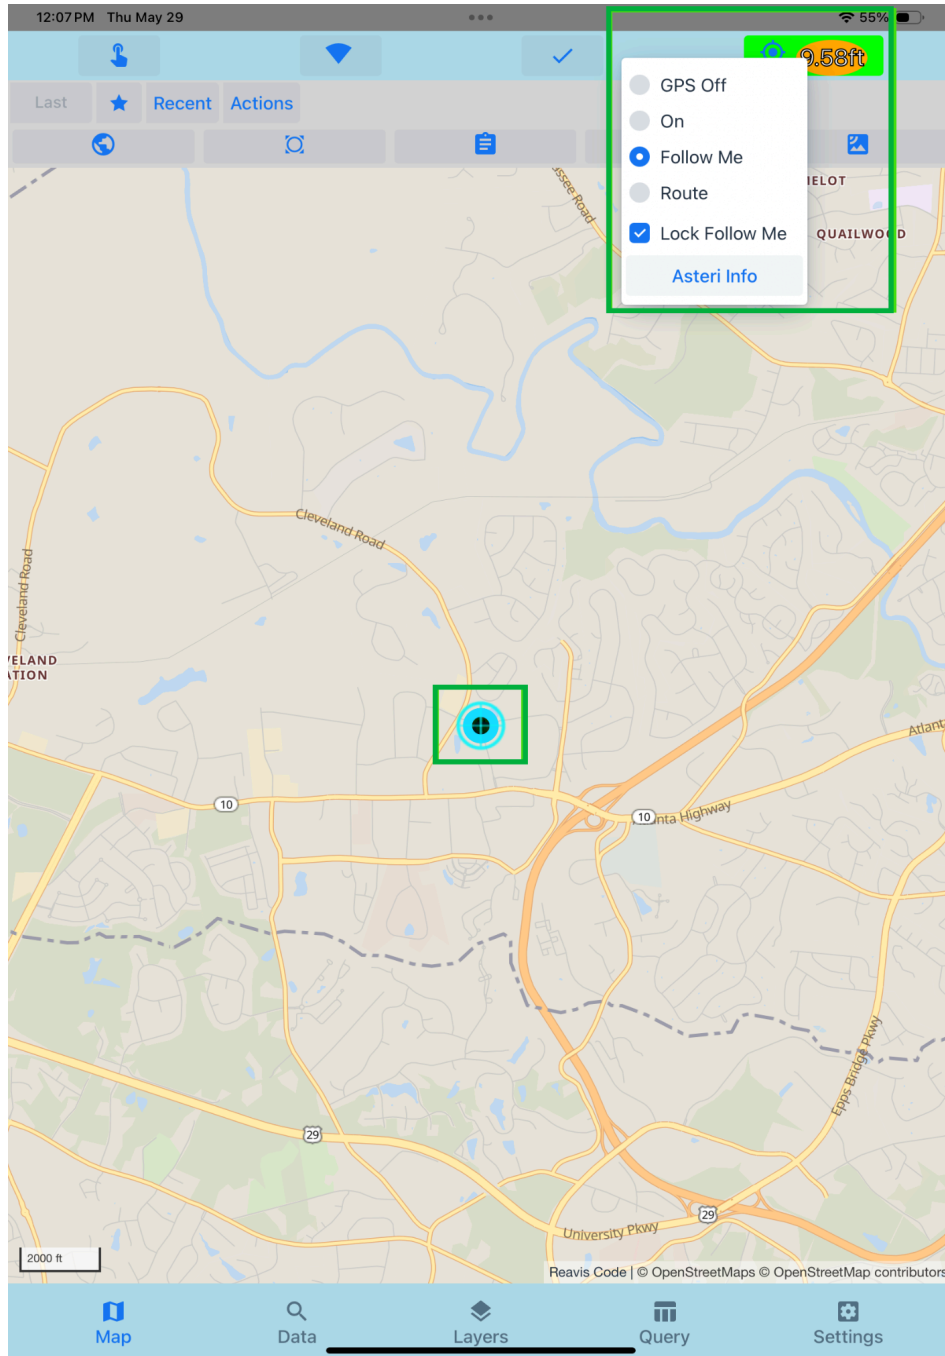 12:07 PM Thu May 29
55%
9.58ft
GPS Off
On
Follow Me
Route
Lock Follow Me
Asteri Info
Last
Recent
Actions
QUAILWOOD
Cleveland Road
Cleveland Road
10
10
29
Epps Bridge Pkwy
29
University Pkwy
2000 ft
Reavis Code | © OpenStreetMaps © OpenStreetMap contributors
Map
Data
Layers
Query
Settings